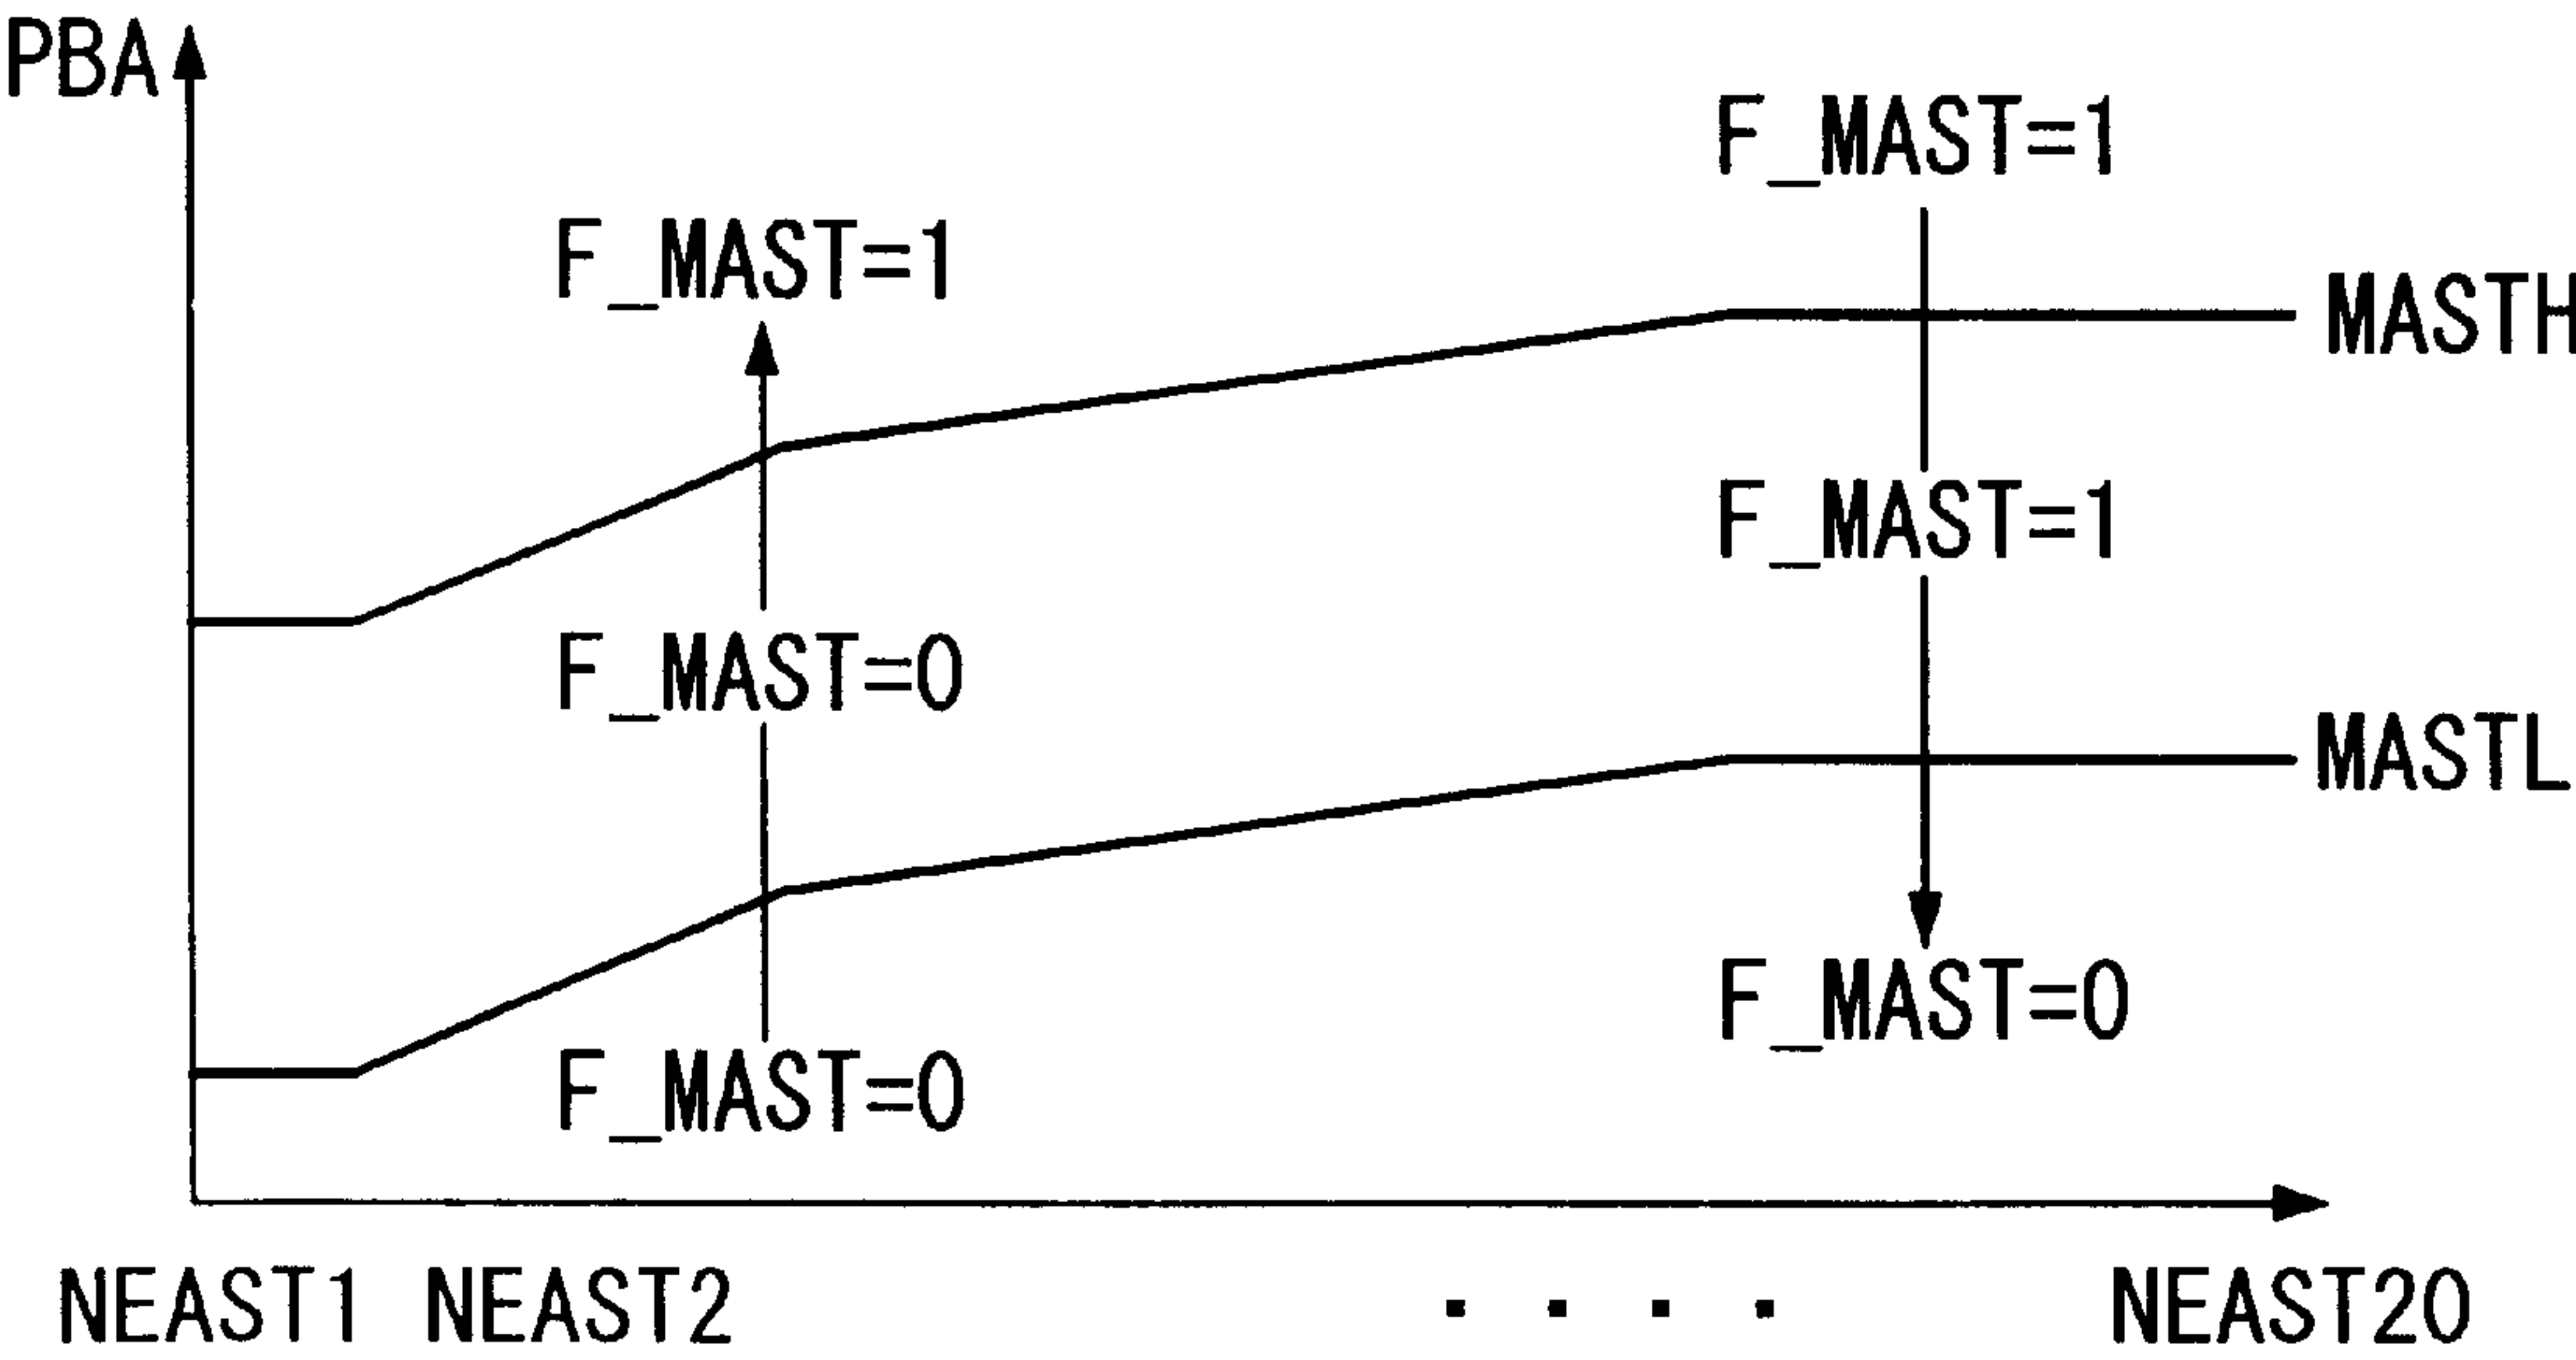 PBA
F_MAST=1
F_MAST=1
MASTH
F_MAST=1
F_MAST=0
MASTL
F_MAST=0
F_MAST=0
NEAST1 NEAST2 . . . . NEAST20